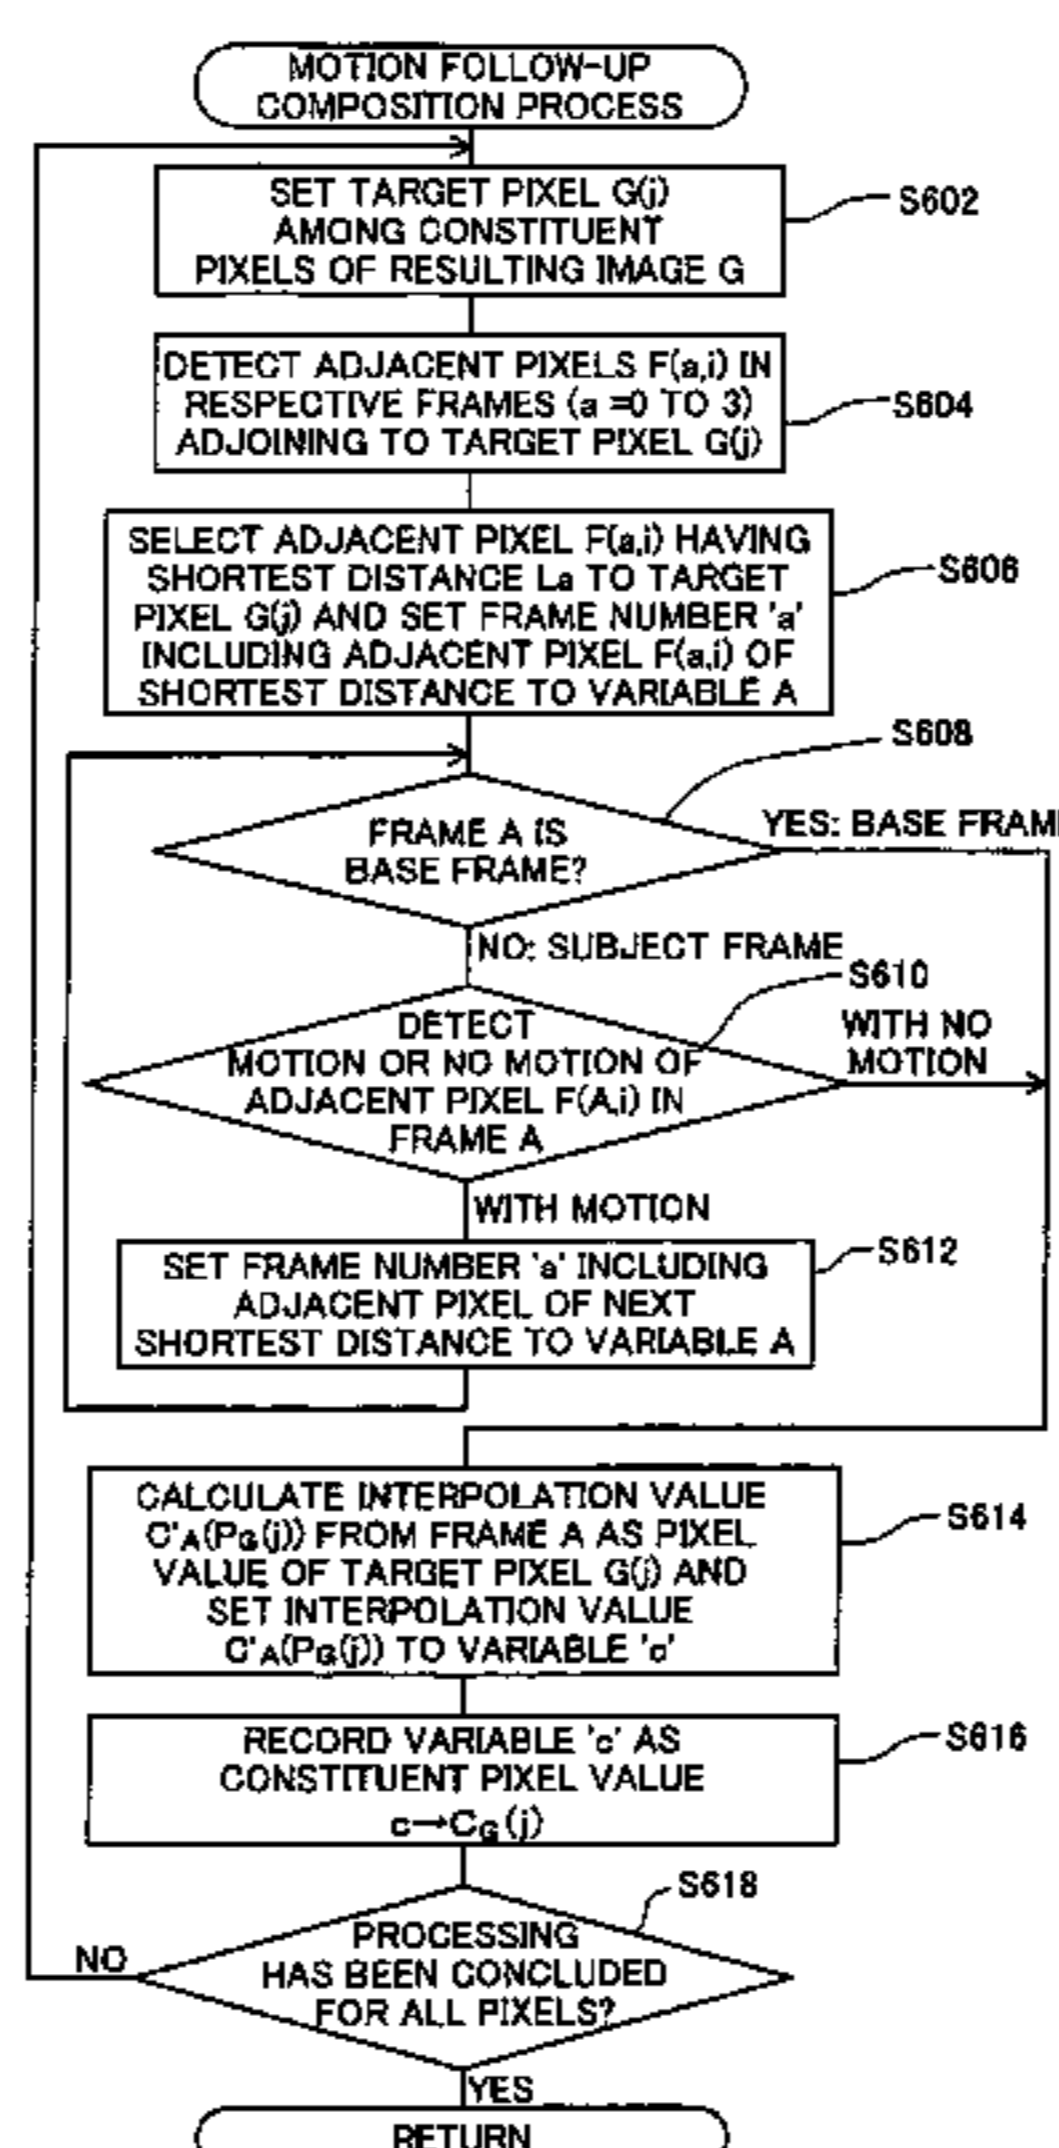 MOTION FOLLOW-UP
COMPOSITION PROCESS
SET TARGET PIXEL G(j)
AMONG CONSTITUENT
PIXELS OF RESULTING IMAGE G
S602
DETECT ADJACENT PIXELS F(a,i) IN
RESPECTIVE FRAMES (a =0 TO 3)
ADJOINING TO TARGET PIXEL G(j)
S604
SELECT ADJACENT PIXEL F(a,i) HAVING
SHORTEST DISTANCE La TO TARGET
PIXEL G(j) AND SET FRAME NUMBER 'a'
INCLUDING ADJACENT PIXEL F(a,i) OF
SHORTEST DISTANCE TO VARIABLE A
S606
S608
FRAME A IS
BASE FRAME?
YES: BASE FRAM
NO: SUBJECT FRAME
S610
DETECT
MOTION OR NO MOTION OF
ADJACENT PIXEL F(A,i) IN
FRAME A
WITH NO
MOTION
WITH MOTION
SET FRAME NUMBER 'a' INCLUDING
ADJACENT PIXEL OF NEXT
SHORTEST DISTANCE TO VARIABLE A
S612
CALCULATE INTERPOLATION VALUE
C'A(PG(j)) FROM FRAME A AS PIXEL
VALUE OF TARGET PIXEL G(j) AND
SET INTERPOLATION VALUE
C'A(PG(j)) TO VARIABLE 'c'
S614
RECORD VARIABLE 'c' AS
CONSTITUENT PIXEL VALUE
c→CG(j)
S616
S618
PROCESSING
HAS BEEN CONCLUDED
FOR ALL PIXELS?
NO
YES
RETURN